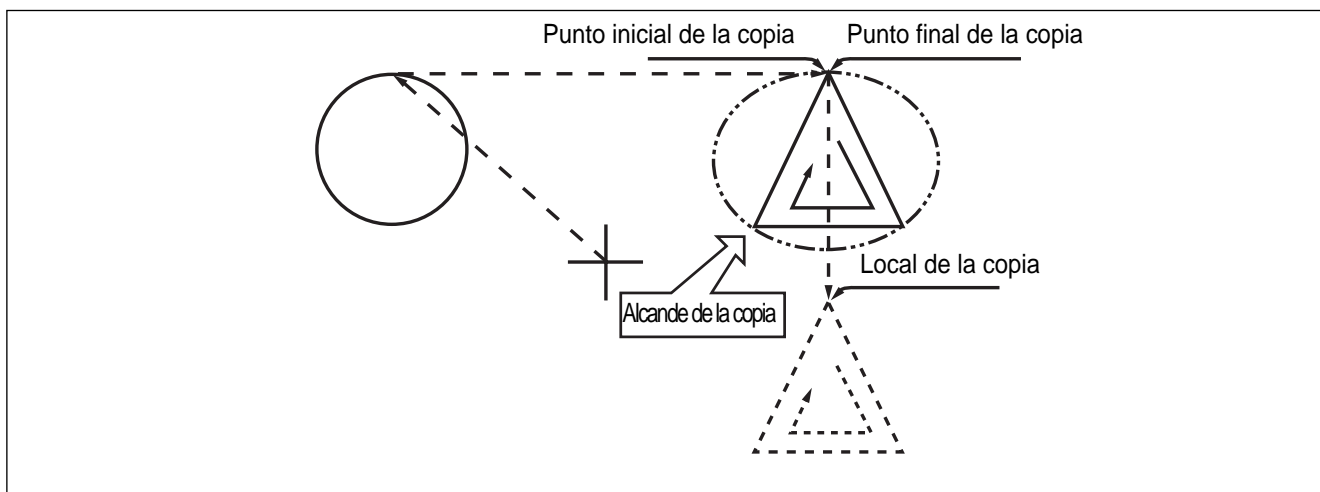 Punto inicial de la copia
Punto final de la copia
Local de la copia
Alcande de la copia